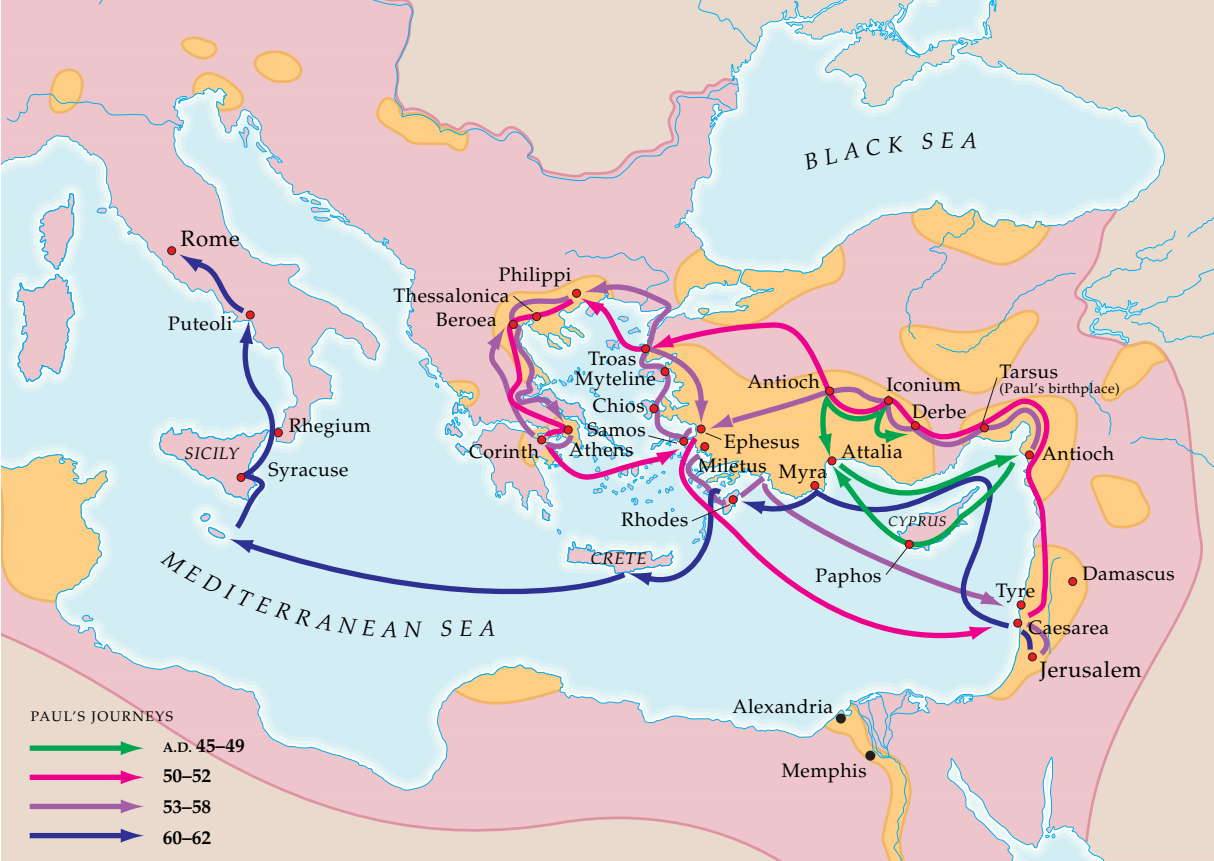 BLACK SEA
Rome
Philippi
Thessalonica
Beroea
Puteoli
Troas
Myteline
Antioch
Iconium
Tarsus
(Paul's birthplace)
Derbe
Chios
Rhegium
Samos
Ephesus
SICILY
Corinth
Athens
Attalia
Antioch
Syracuse
Miletus
Myra
Rhodes
CYPRUS
CRETE
Paphos
Damascus
Tyre
MEDITERRANEAN SEA
Caesarea
Jerusalem
Alexandria
PAUL'S JOURNEYS
A.D. 45–49
50–52
Memphis
53–58
60–62